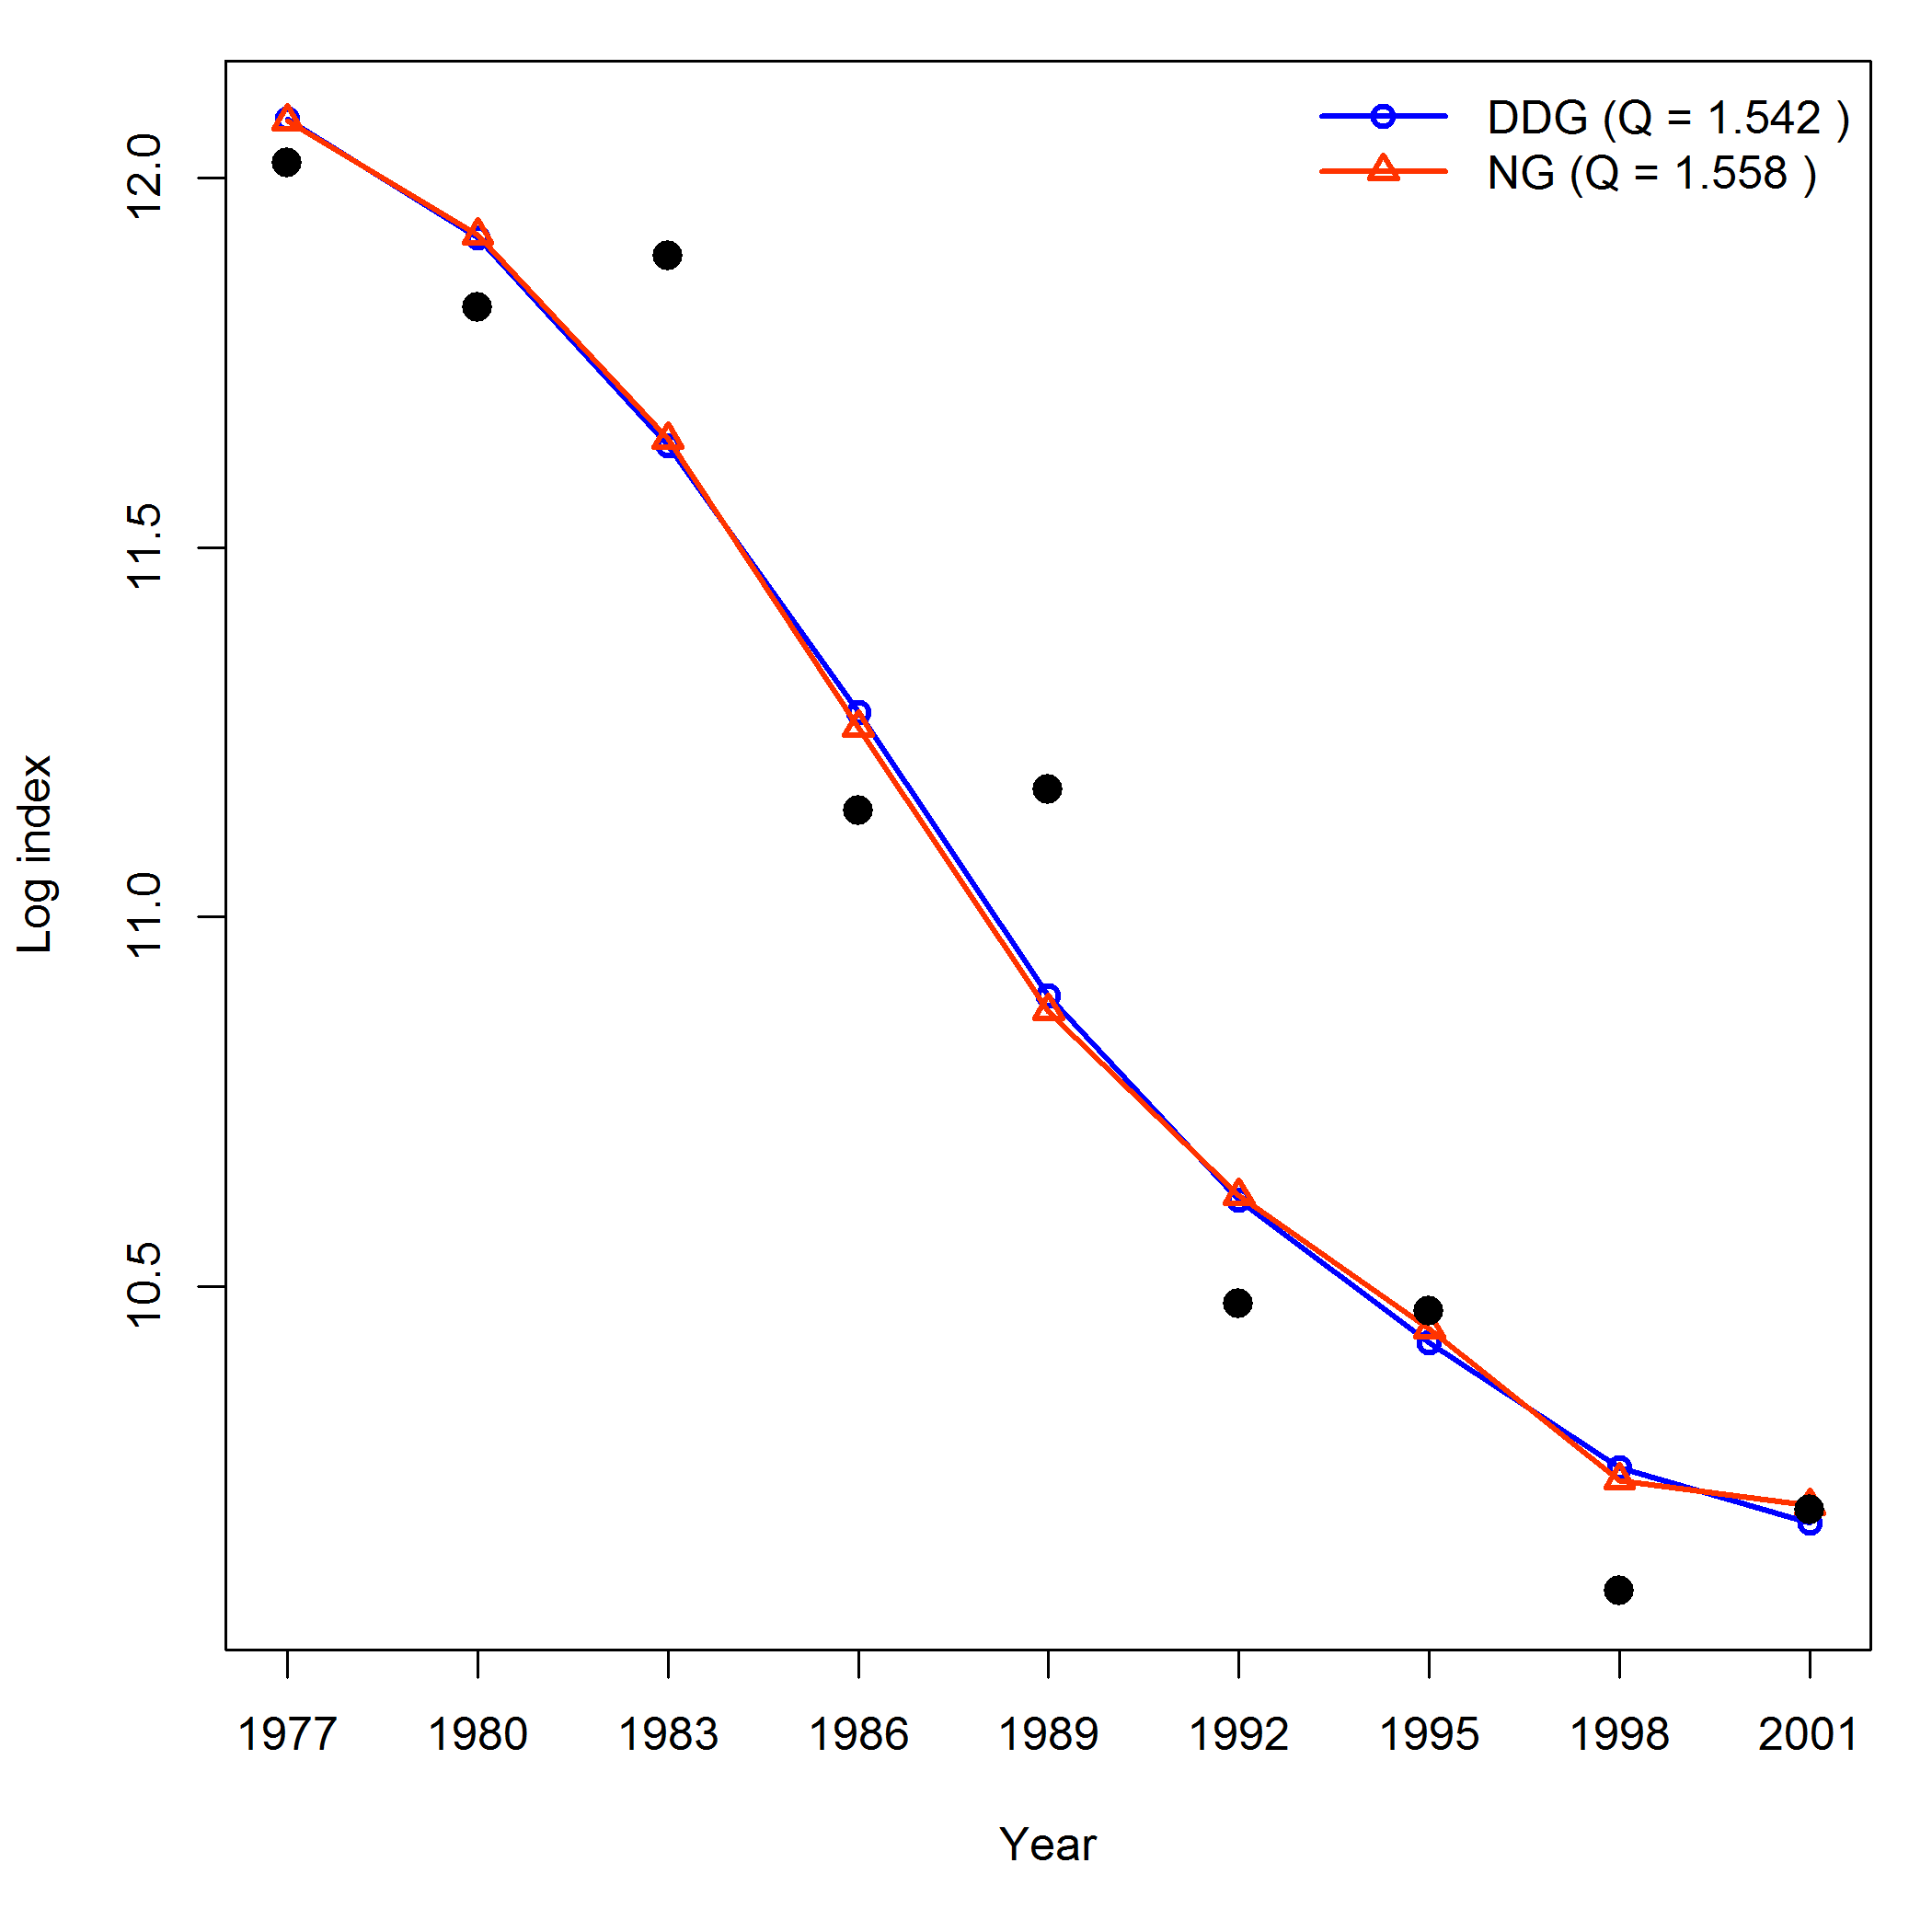 DDG (Q = 1.542 )
NG (Q = 1.558 )
12.0
11.5
11.0
10.5
Log index
1977 1980 1983 1986 1989 1992 1995 1998 2001
Year